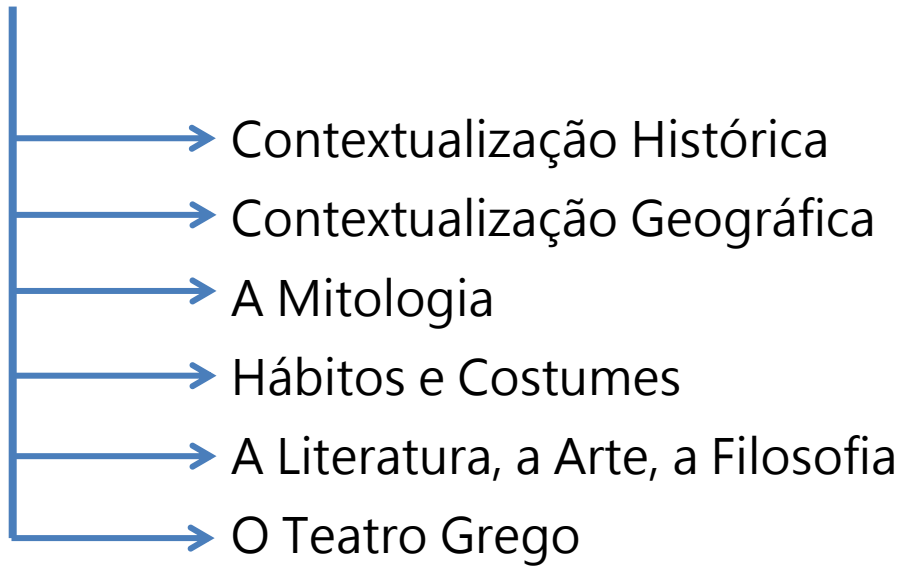 Contextualização Histórica
Contextualização Geográfica
A Mitologia
Hábitos e Costumes
A Literatura, a Arte, a Filosofia
O Teatro Grego